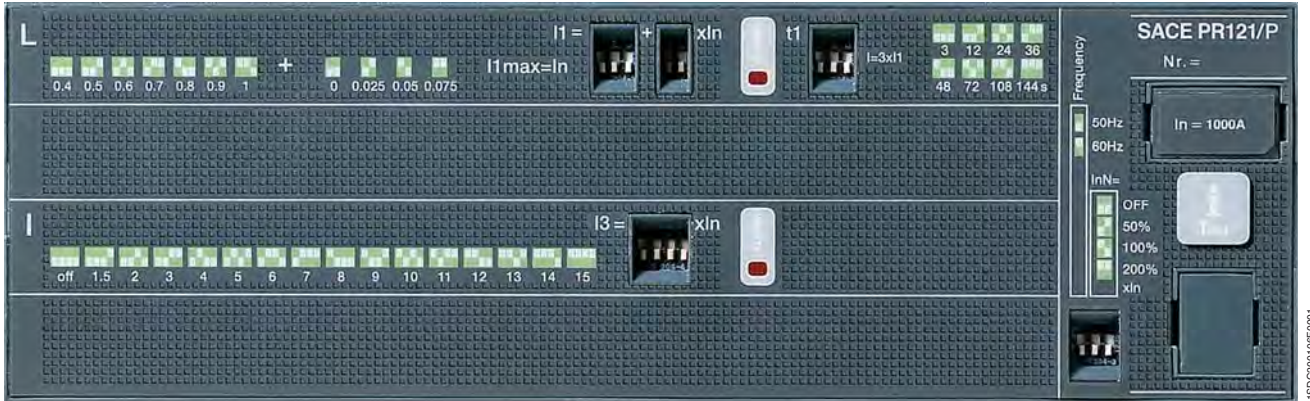 L
I1 =
+
xIn
t1
0.4 0.5 0.6 0.7 0.8 0.9 1
+
0 0.025 0.05 0.075
I1max=In
I=3xI1
3 12 24 36
48 72 108 144 s
I
I3 =
xIn
off 1.5 2 3 4 5 6 7 8 9 10 11 12 13 14 15
Frequency
50Hz
60Hz
InN=
OFF
50%
100%
200%
xIn
SACE PR121/P
Nr. =
In = 1000A
Test